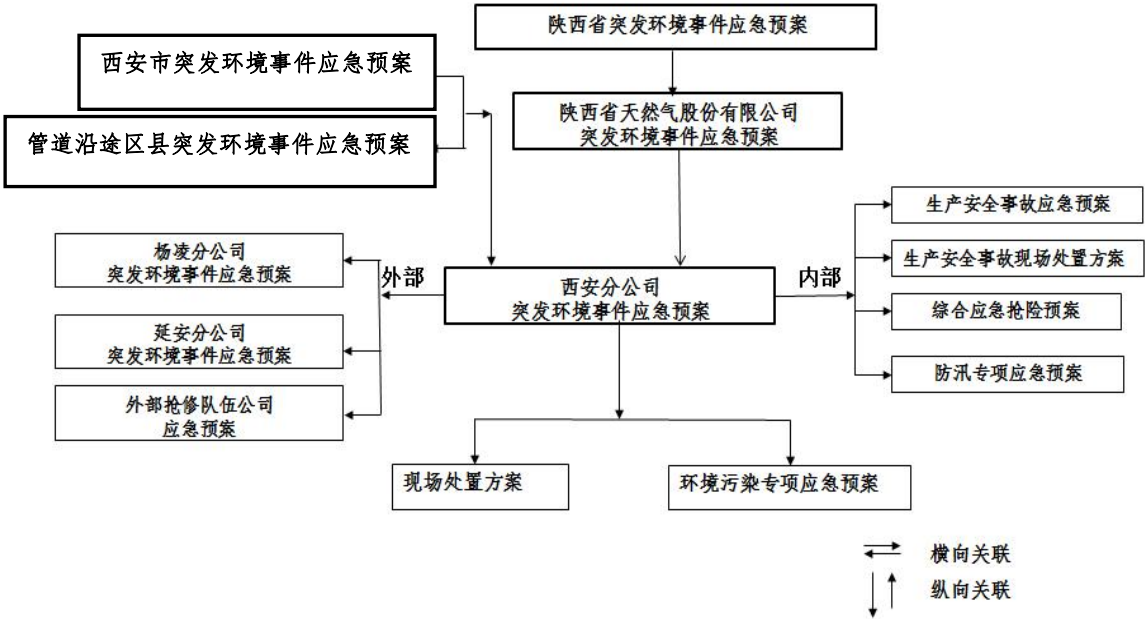 陕西省突发环境事件应急预案
西安市突发环境事件应急预案
陕西省天然气股份有限公司
突发环境事件应急预案
管道沿途区县突发环境事件应急预案
生产安全事故应急预案
杨凌分公司
突发环境事件应急预案
外部
西安分公司
突发环境事件应急预案
内部
生产安全事故现场处置方案
综合应急抢险预案
延安分公司
突发环境事件应急预案
防汛专项应急预案
外部抢修队伍公司
应急预案
现场处置方案
环境污染专项应急预案
横向关联
纵向关联